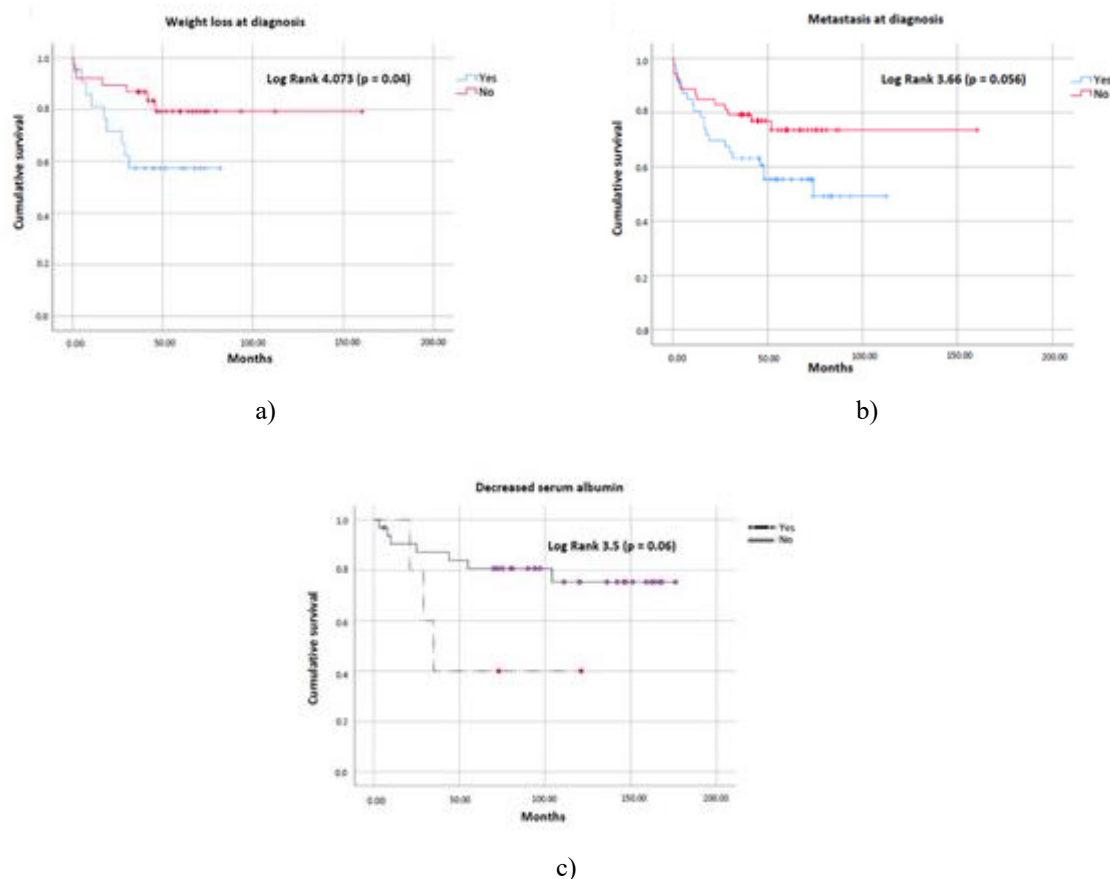 Weight loss at diagnosis
Cumulative survival
1.0
0.8
0.6
0.4
0.2
0.0
Log Rank 4.073 (p = 0.04)
Yes
No
0.00 50.00 100.00 150.00 200.00
Months
a)
Metastasis at diagnosis
Cumulative survival
1.0
0.8
0.6
0.4
0.2
0.0
Log Rank 3.66 (p = 0.056)
Yes
No
0.00 50.00 100.00 150.00 200.00
Months
b)
Decreased serum albumin
Cumulative survival
1.0
0.8
0.6
0.4
0.2
0.0
Log Rank 3.5 (p = 0.06)
Yes
No
0.00 50.00 100.00 150.00 200.00
Months
c)